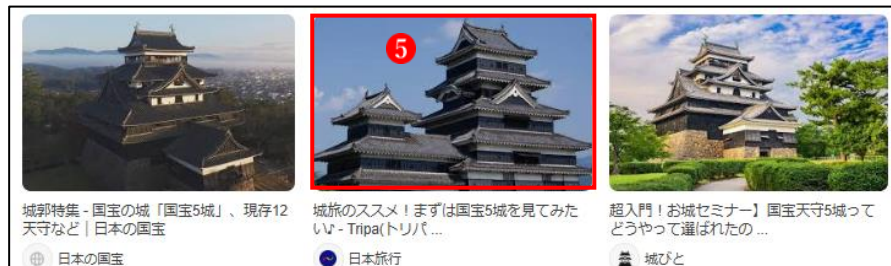 5
城郭特集 - 国宝の城「国宝5城」、現存12
天守など｜日本の国宝
日本の国宝
城旅のススメ！まずは国宝5城を見てみた
い♪ - Tripa(トリパ ...
日本旅行
超入門！お城セミナー】国宝天守5城って
どうやって選ばれたの ...
城びと